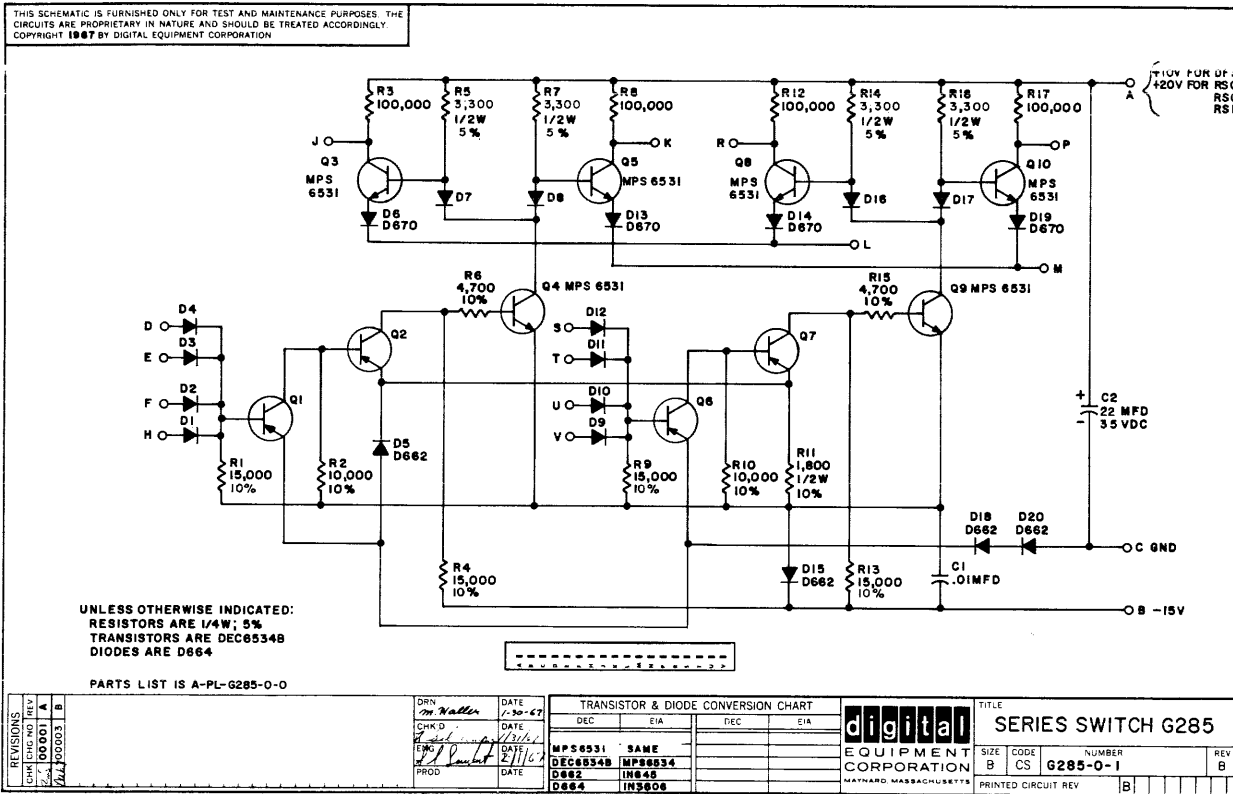 THIS SCHEMATIC IS FURNISHED ONLY FOR TEST AND MAINTENANCE PURPOSES. THE
CIRCUITS ARE PROPRIETARY IN NATURE AND SHOULD BE TREATED ACCORDINGLY.
COPYRIGHT 1967 BY DIGITAL EQUIPMENT CORPORATION
R3
100,000
R5
3,300
1/2W
5%
R7
3,300
1/2W
5%
R8
100,000
R12
100,000
R14
3,300
1/2W
5%
R16
3,300
1/2W
5%
R17
100,000
A
+10V FOR DF
+20V FOR RS
J
K
R
P
Q3
MPS
6531
D7
D8
Q5
MPS 6531
Q8
MPS
6531
D16
D17
Q10
MPS
6531
D6
D670
D13
D670
D14
D670
D19
D670
L
M
R6
4,700
10%
Q4 MPS 6531
R15
4,700
10%
Q9 MPS 6531
D
D4
E
D3
F
D2
H
D1
Q1
Q2
S
D12
T
D11
U
D10
V
D9
Q6
Q7
C2
22 MFD
35 VDC
+
-
R1
15,000
10%
R2
10,000
10%
D5
D662
R9
15,000
10%
R10
10,000
10%
R11
1,800
1/2W
10%
D18
D662
D20
D662
C GND
R4
15,000
10%
D15
D662
R13
15,000
10%
C1
.01MFD
B -15V
UNLESS OTHERWISE INDICATED:
RESISTORS ARE 1/4W; 5%
TRANSISTORS ARE DEC6534B
DIODES ARE D664
A B C D E F H J K L M N P R S T U V
PARTS LIST IS A-PL-G285-0-0
REVISIONS
CHK CHG NO REV
00001 A
00003 B
DRN
M. Waller
DATE
1-30-67
CHK'D
DATE
ENG
DATE
PROD
DATE
TRANSISTOR & DIODE CONVERSION CHART
DEC EIA DEC EIA
MPS6531 SAME
DEC6534B MPS6534
D662 IN645
D664 IN3606
digital
EQUIPMENT
CORPORATION
MAYNARD, MASSACHUSETTS
TITLE
SERIES SWITCH G285
SIZE CODE NUMBER REV
B CS G285-0-1 B
PRINTED CIRCUIT REV B